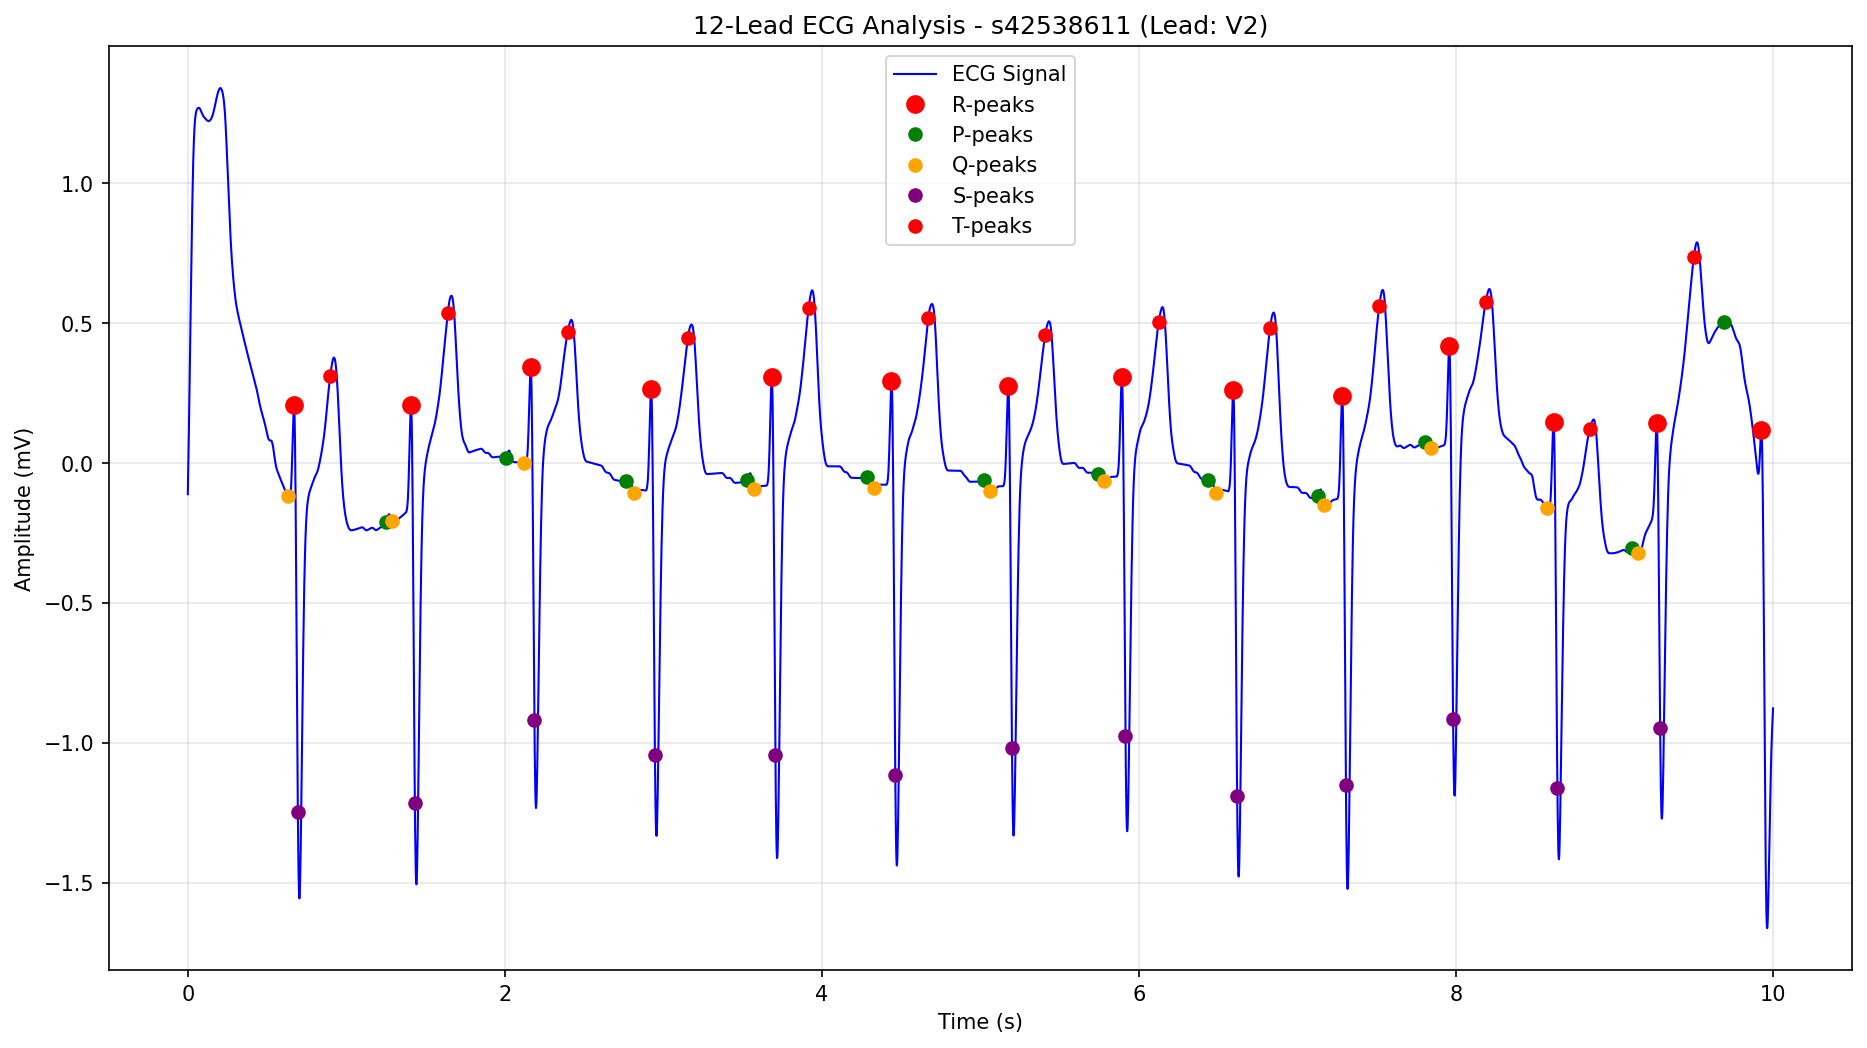 12-Lead ECG Analysis - s42538611 (Lead: V2)
ECG Signal
R-peaks
P-peaks
Q-peaks
S-peaks
T-peaks
Amplitude (mV)
1.0
0.5
0.0
−0.5
−1.0
−1.5
0 2 4 6 8 10
Time (s)